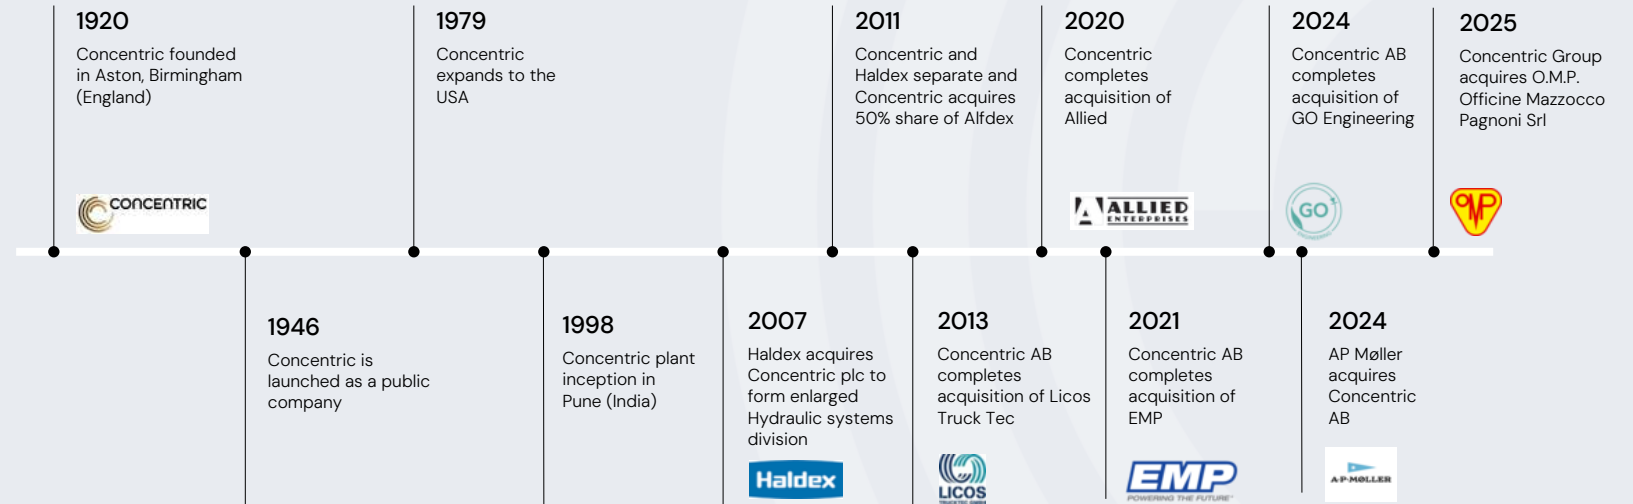 1920
Concentric founded
in Aston, Birmingham
(England)
CONCENTRIC
1946
Concentric is
launched as a public
company
1979
Concentric
expands to the
USA
1998
Concentric plant
inception in
Pune (India)
2007
Haldex acquires
Concentric plc to
form enlarged
Hydraulic systems
division
Haldex
2011
Concentric and
Haldex separate and
Concentric acquires
50% share of Alfdex
2013
Concentric AB
completes
acquisition of Licos
Truck Tec
LICOS
TRUCKTEC GMBH
2020
Concentric
completes
acquisition of
Allied
ALLIED
ENTERPRISES
2021
Concentric AB
completes
acquisition of
EMP
EMP
POWERING THE FUTURE
2024
Concentric AB
completes
acquisition of
GO Engineering
GO
ENGINEERING
2024
AP Møller
acquires
Concentric
AB
A·P·MØLLER
2025
Concentric Group
acquires O.M.P.
Officine Mazzocco
Pagnoni Srl
OMP